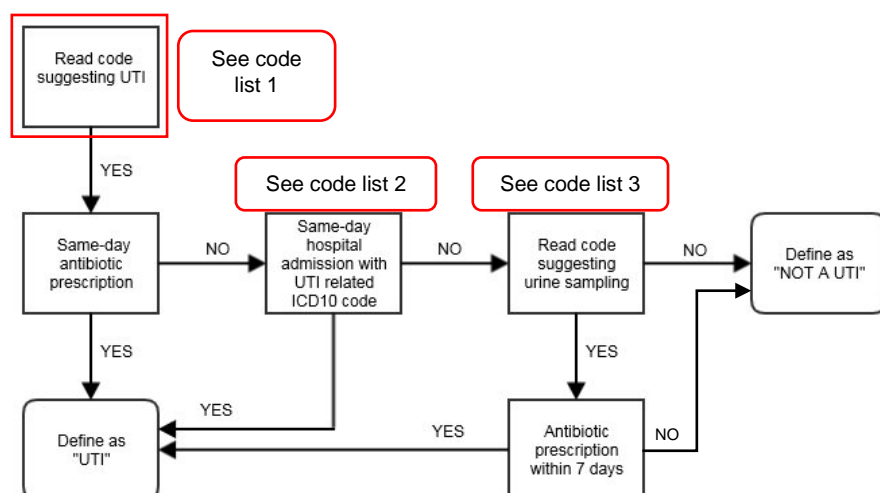 Read code
suggesting UTI
See code
list 1
YES
See code list 2
See code list 3
Same-day
antibiotic
prescription
NO
Same-day
hospital
admission with
UTI related
ICD10 code
NO
Read code
suggesting
urine sampling
NO
Define as
"NOT A UTI"
YES
YES
YES
Define as
"UTI"
YES
Antibiotic
prescription
within 7 days
NO